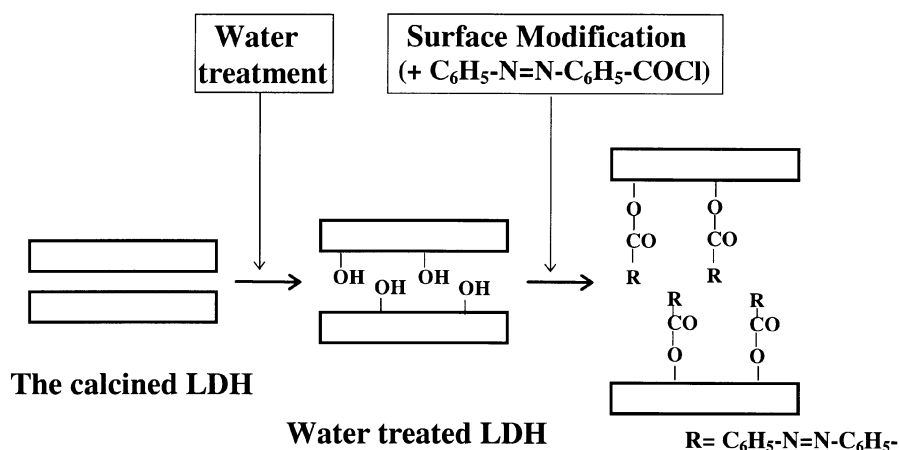 Water
treatment
Surface Modification
(+ C₆H₅-N=N-C₆H₅-COCl)
OH
OH
OH
OH
O
CO
R
O
CO
R
R
CO
O
R
CO
O
The calcined LDH
Water treated LDH
R= C₆H₅-N=N-C₆H₅-